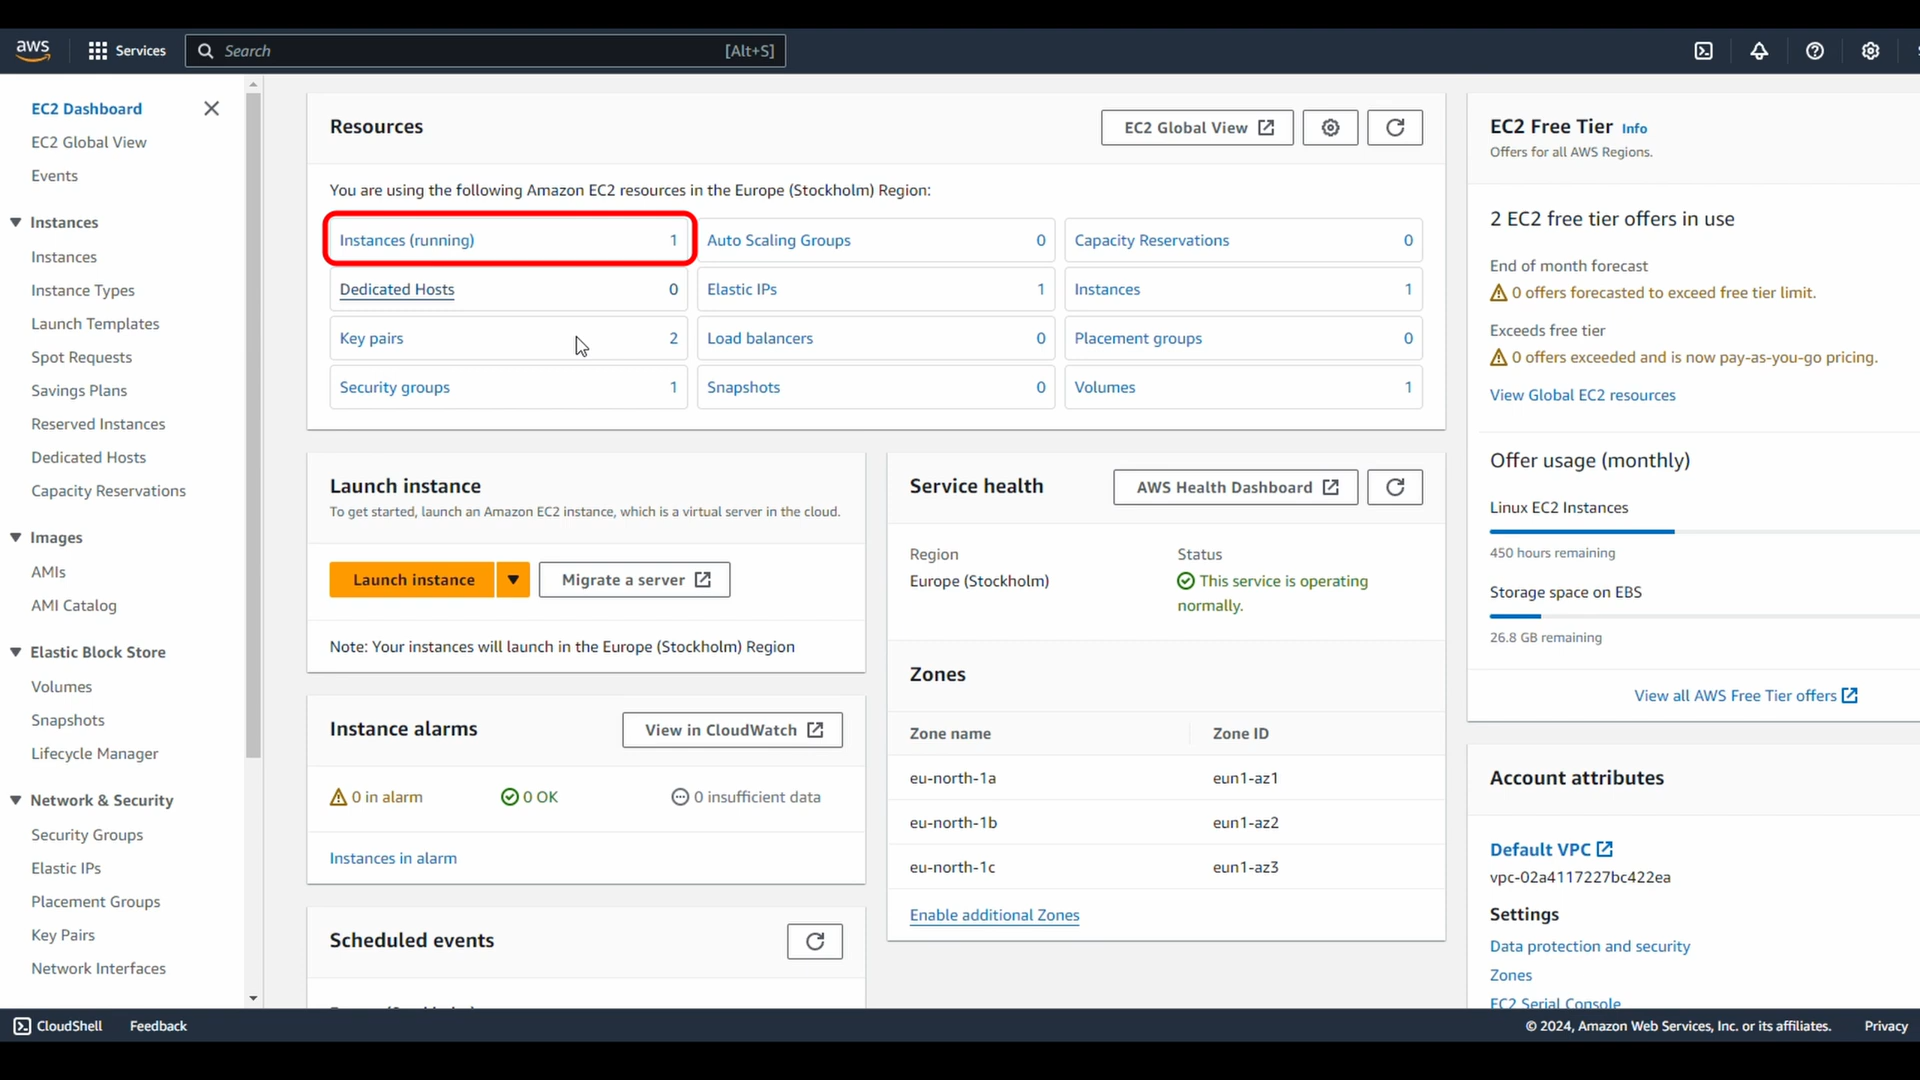 aws
Services
Search
[Alt+S]
EC2 Dashboard
EC2 Global View
Events
Instances
Instances
Instance Types
Launch Templates
Spot Requests
Savings Plans
Reserved Instances
Dedicated Hosts
Capacity Reservations
Images
AMIs
AMI Catalog
Elastic Block Store
Volumes
Snapshots
Lifecycle Manager
Network & Security
Security Groups
Elastic IPs
Placement Groups
Key Pairs
Network Interfaces
Resources
EC2 Global View
You are using the following Amazon EC2 resources in the Europe (Stockholm) Region:
Instances (running) 1
Auto Scaling Groups 0
Capacity Reservations 0
Dedicated Hosts 0
Elastic IPs 1
Instances 1
Key pairs 2
Load balancers 0
Placement groups 0
Security groups 1
Snapshots 0
Volumes 1
Launch instance
To get started, launch an Amazon EC2 instance, which is a virtual server in the cloud.
Launch instance
Migrate a server
Note: Your instances will launch in the Europe (Stockholm) Region
Instance alarms
View in CloudWatch
0 in alarm
0 OK
0 insufficient data
Instances in alarm
Scheduled events
Service health
AWS Health Dashboard
Region
Europe (Stockholm)
Status
This service is operating
normally.
Zones
Zone name Zone ID
eu-north-1a eun1-az1
eu-north-1b eun1-az2
eu-north-1c eun1-az3
Enable additional Zones
EC2 Free Tier Info
Offers for all AWS Regions.
2 EC2 free tier offers in use
End of month forecast
0 offers forecasted to exceed free tier limit.
Exceeds free tier
0 offers exceeded and is now pay-as-you-go pricing.
View Global EC2 resources
Offer usage (monthly)
Linux EC2 Instances
450 hours remaining
Storage space on EBS
26.8 GB remaining
View all AWS Free Tier offers
Account attributes
Default VPC
vpc-02a4117227bc422ea
Settings
Data protection and security
Zones
EC2 Serial Console
CloudShell
Feedback
© 2024, Amazon Web Services, Inc. or its affiliates.
Privacy